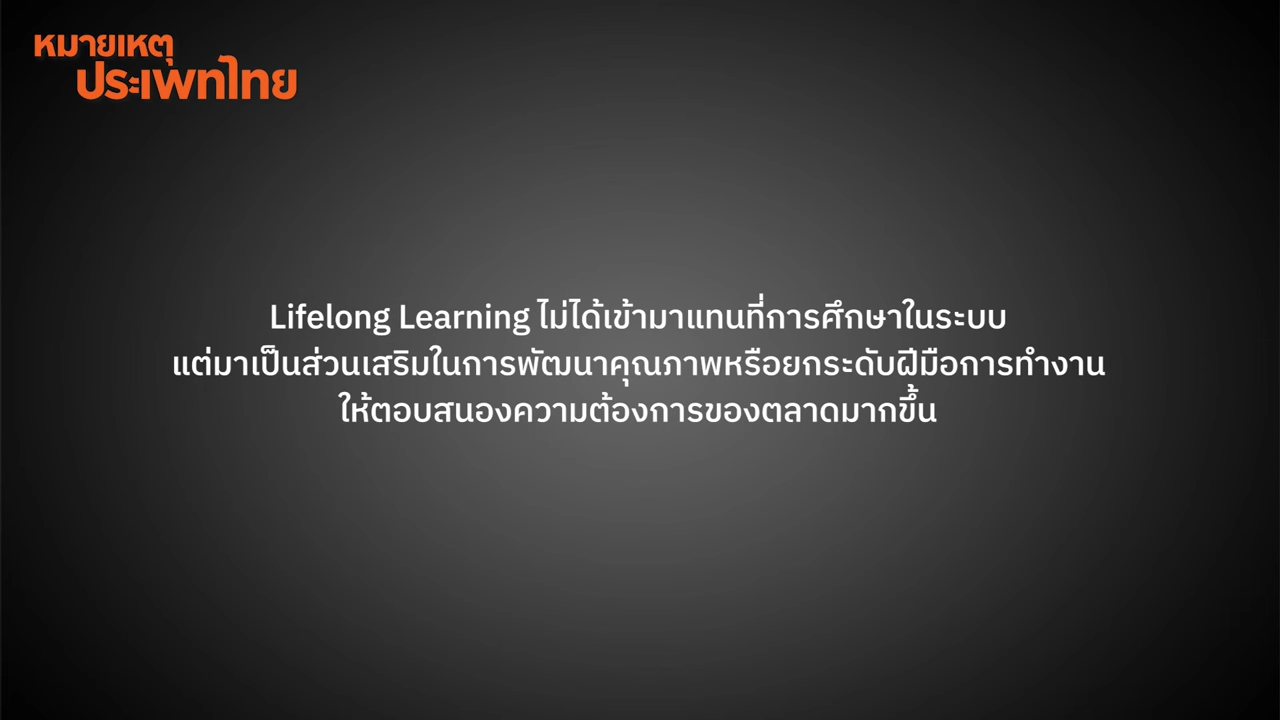 หมายเหตุ
ประเพทไทย
Lifelong Learning ไม่ได้เข้ามาแทนที่การศึกษาในระบบ
แต่มาเป็นส่วนเสริมในการพัฒนาคุณภาพหรือยกระดับฝีมือการทำงาน
ให้ตอบสนองความต้องการของตลาดมากขึ้น